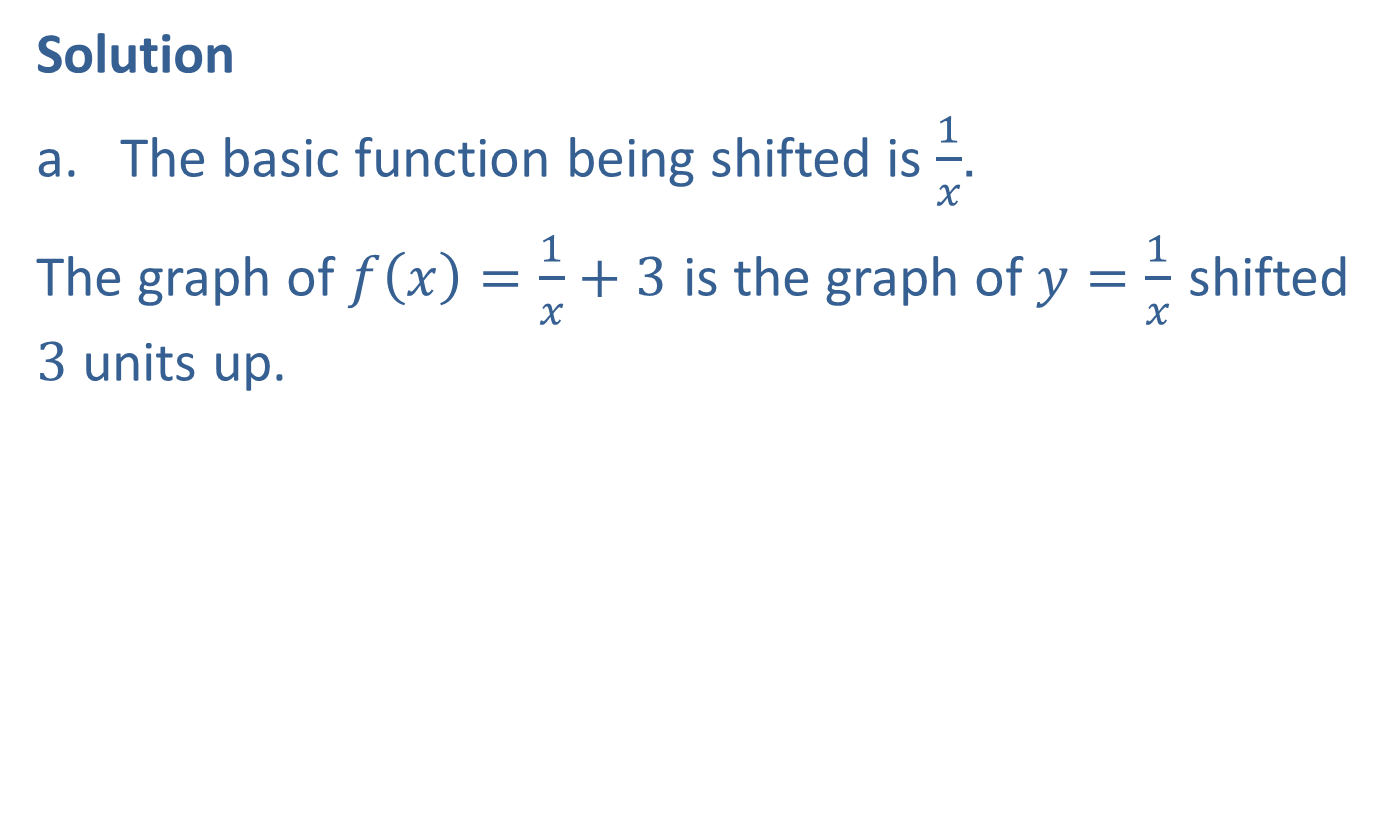 Solution
a. The basic function being shifted is 1/x.
The graph of f(x) = 1/x + 3 is the graph of y = 1/x shifted
3 units up.